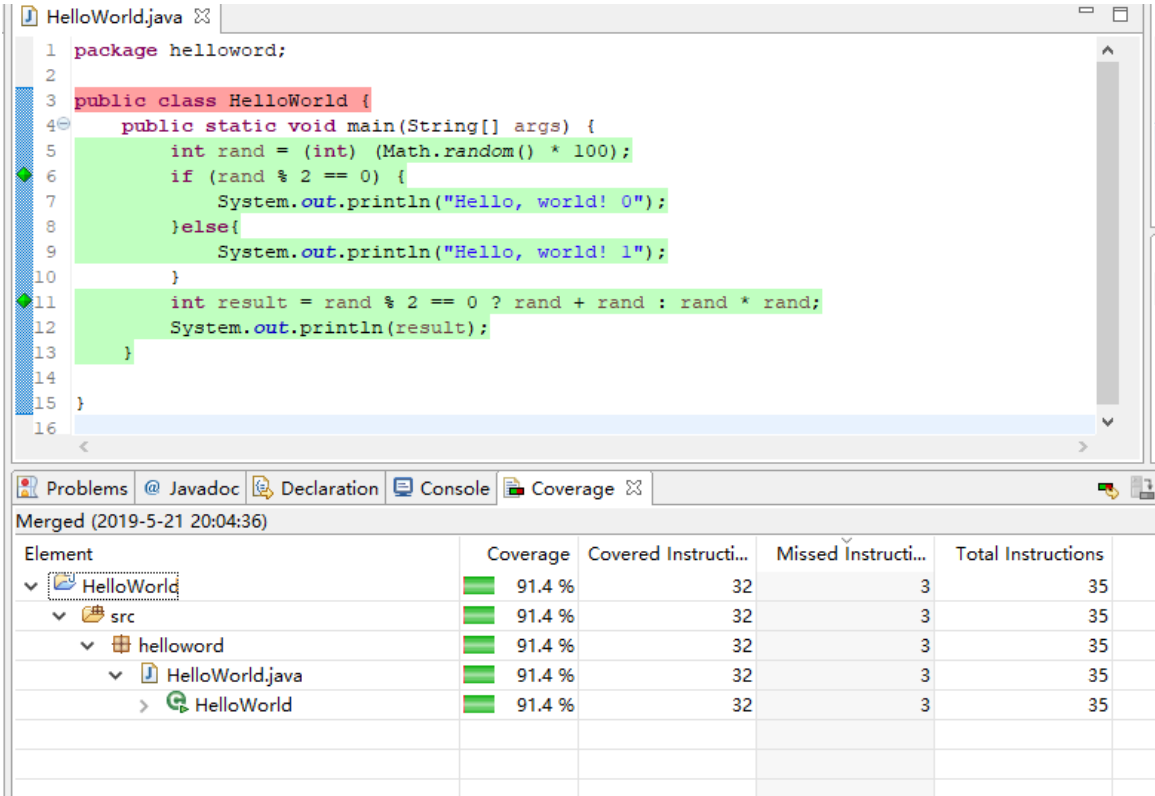 HelloWorld.java
1 package helloword;
2
3 public class HelloWorld {
4 public static void main(String[] args) {
5 int rand = (int) (Math.random() * 100);
6 if (rand % 2 == 0) {
7 System.out.println("Hello, world! 0");
8 }else{
9 System.out.println("Hello, world! 1");
10 }
11 int result = rand % 2 == 0 ? rand + rand : rand * rand;
12 System.out.println(result);
13 }
14
15 }
16
Problems @ Javadoc Declaration Console Coverage
Merged (2019-5-21 20:04:36)
Element Coverage Covered Instructi... Missed Instructi... Total Instructions
HelloWorld 91.4 % 32 3 35
src 91.4 % 32 3 35
helloword 91.4 % 32 3 35
HelloWorld.java 91.4 % 32 3 35
HelloWorld 91.4 % 32 3 35